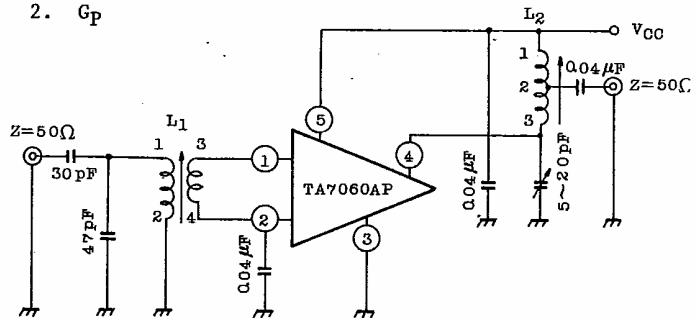 2. GP
L2
VCC
1
0.04μF
2
Z=50Ω
3
Z=50Ω
L1
1
3
30pF
2
4
47pF
0.04μF
1
2
5
4
TA7060AP
3
0.04μF
5~20pF